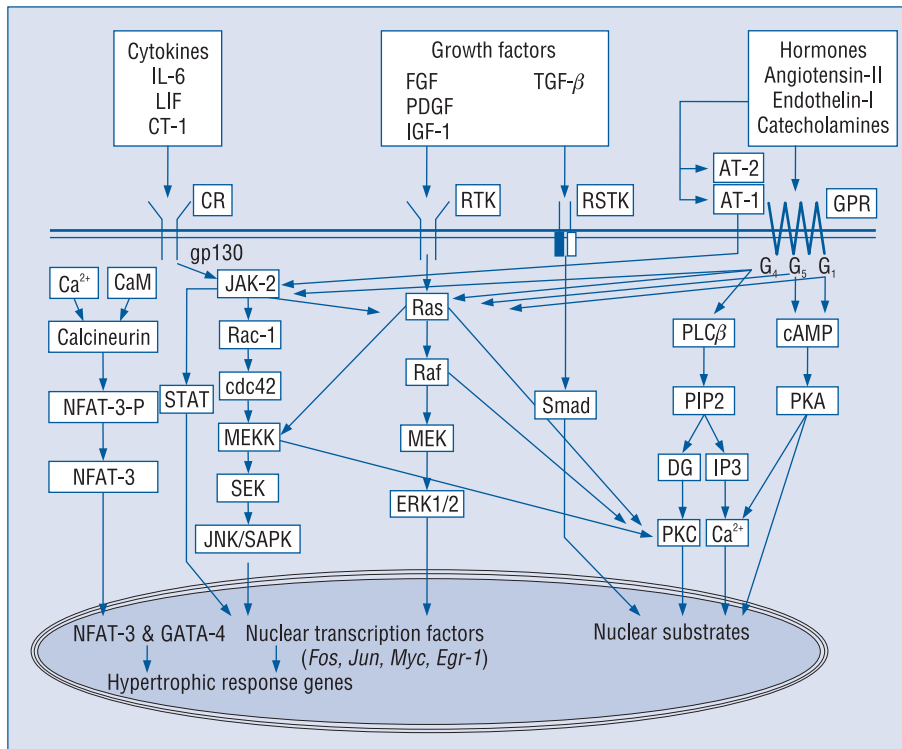 Cytokines
IL-6
LIF
CT-1
Growth factors
FGF
TGF-β
PDGF
IGF-1
Hormones
Angiotensin-II
Endothelin-I
Catecholamines
AT-2
AT-1
CR
RTK
RSTK
GPR
gp130
G4 G5 G1
Ca²⁺
CaM
JAK-2
Ras
Calcineurin
Rac-1
PLCβ
cAMP
Raf
cdc42
NFAT-3-P
STAT
Smad
PIP2
PKA
MEKK
MEK
NFAT-3
SEK
DG
IP3
ERK1/2
JNK/SAPK
PKC
Ca²⁺
NFAT-3 & GATA-4
Nuclear transcription factors
(Fos, Jun, Myc, Egr-1)
Nuclear substrates
Hypertrophic response genes